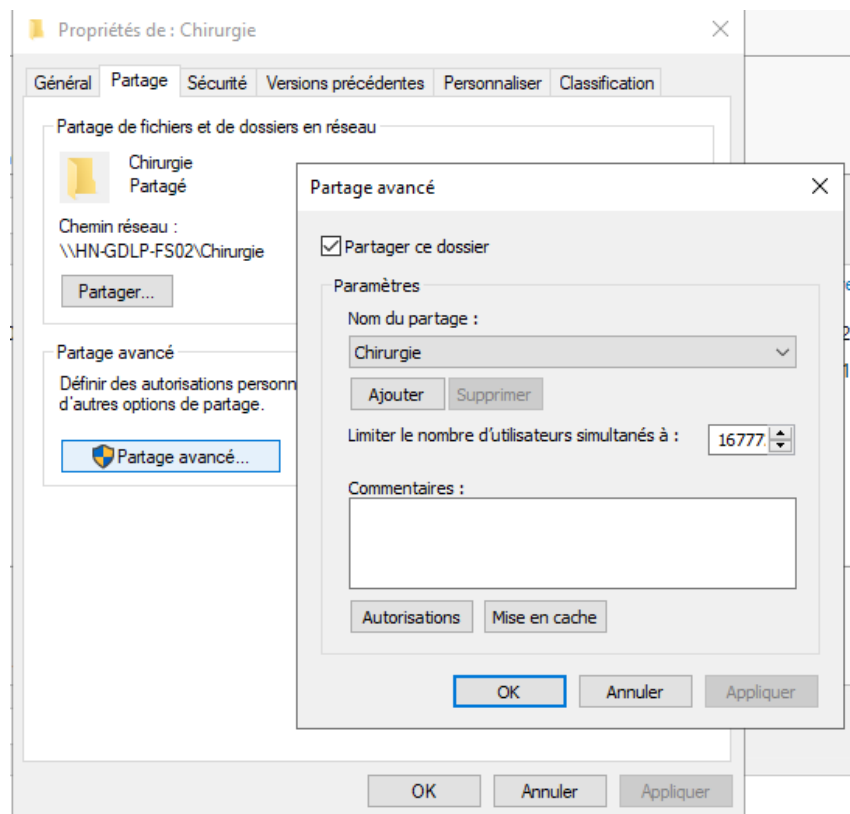 Propriétés de : Chirurgie
Général Partage Sécurité Versions précédentes Personnaliser Classification
Partage de fichiers et de dossiers en réseau
Chirurgie
Partagé
Chemin réseau :
\\HN-GDLP-FS02\Chirurgie
Partager...
Partage avancé
Définir des autorisations personn
d'autres options de partage.
Partage avancé...
OK Annuler Appliquer
Partage avancé
Partager ce dossier
Paramètres
Nom du partage :
Chirurgie
Ajouter Supprimer
Limiter le nombre d'utilisateurs simultanés à : 16777
Commentaires :
Autorisations Mise en cache
OK Annuler Appliquer